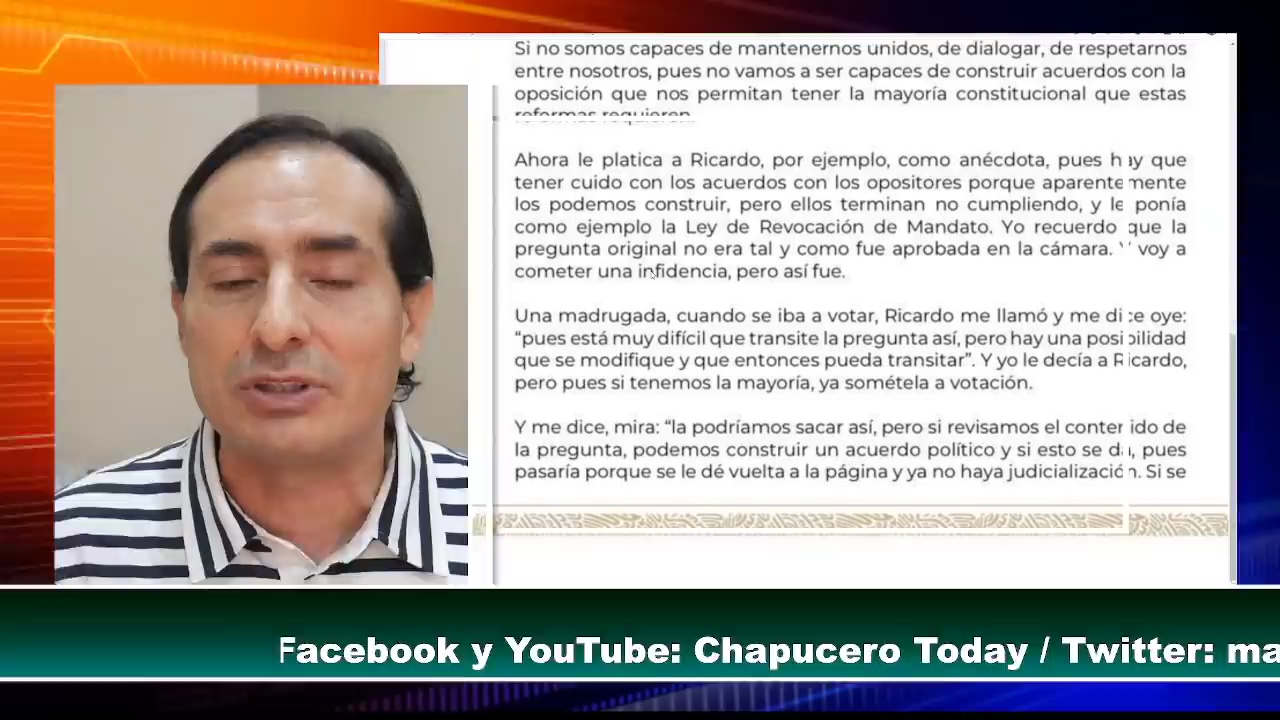 Si no somos capaces de mantenernos unidos, de dialogar, de respetarnos
entre nosotros, pues no vamos a ser capaces de construir acuerdos con la
oposición que nos permitan tener la mayoría constitucional que estas
reformas requieren.
Ahora le platica a Ricardo, por ejemplo, como anécdota, pues hay que
tener cuido con los acuerdos con los opositores porque aparentemente
los podemos construir, pero ellos terminan no cumpliendo, y le ponía
como ejemplo la Ley de Revocación de Mandato. Yo recuerdo que la
pregunta original no era tal y como fue aprobada en la cámara. Y voy a
cometer una infidencia, pero así fue.
Una madrugada, cuando se iba a votar, Ricardo me llamó y me dice oye:
“pues está muy difícil que transite la pregunta así, pero hay una posibilidad
que se modifique y que entonces pueda transitar”. Y yo le decía a Ricardo,
pero pues si tenemos la mayoría, ya sométela a votación.
Y me dice, mira: “la podríamos sacar así, pero si revisamos el contenido de
la pregunta, podemos construir un acuerdo político y si esto se da, pues
pasaría porque se le dé vuelta a la página y ya no haya judicialización. Si se
Facebook y YouTube: Chapucero Today / Twitter: ma